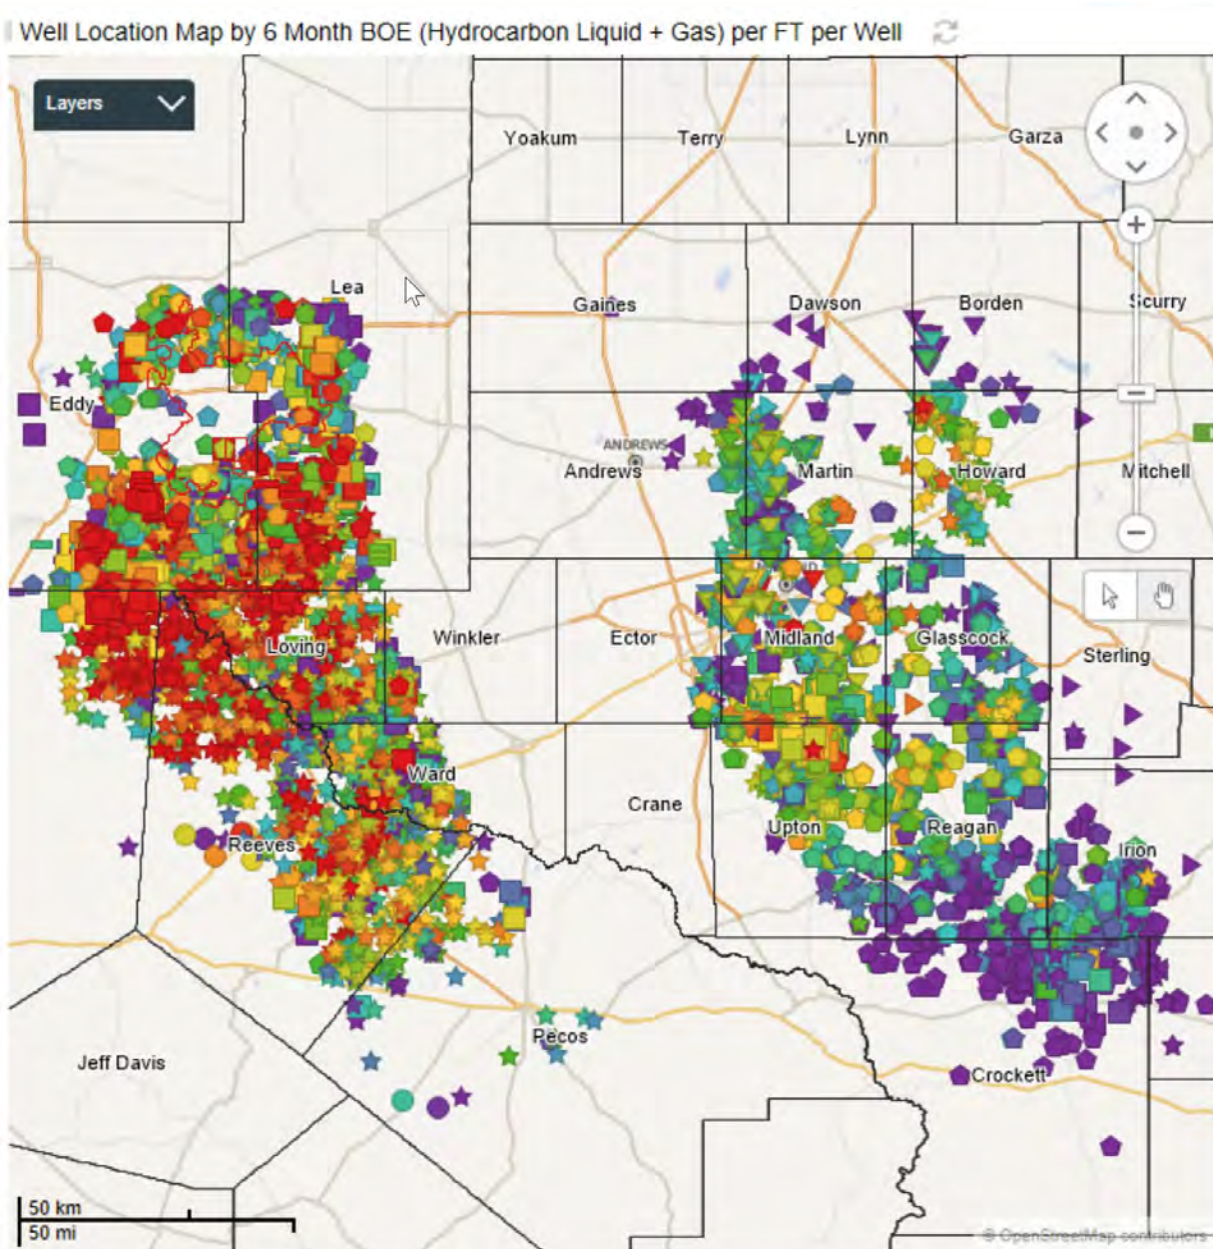 Well Location Map by 6 Month BOE (Hydrocarbon Liquid + Gas) per FT per Well
Layers
Yoakum
Terry
Lynn
Garza
Lea
Gaines
Dawson
Borden
Scurry
Eddy
ANDREWS
Andrews
Martin
Howard
Mitchell
Loving
Winkler
Ector
Midland
Glasscock
Sterling
Ward
Crane
Upton
Reagan
Irion
Reeves
Pecos
Jeff Davis
Crockett
50 km
50 mi
© OpenStreetMap contributors